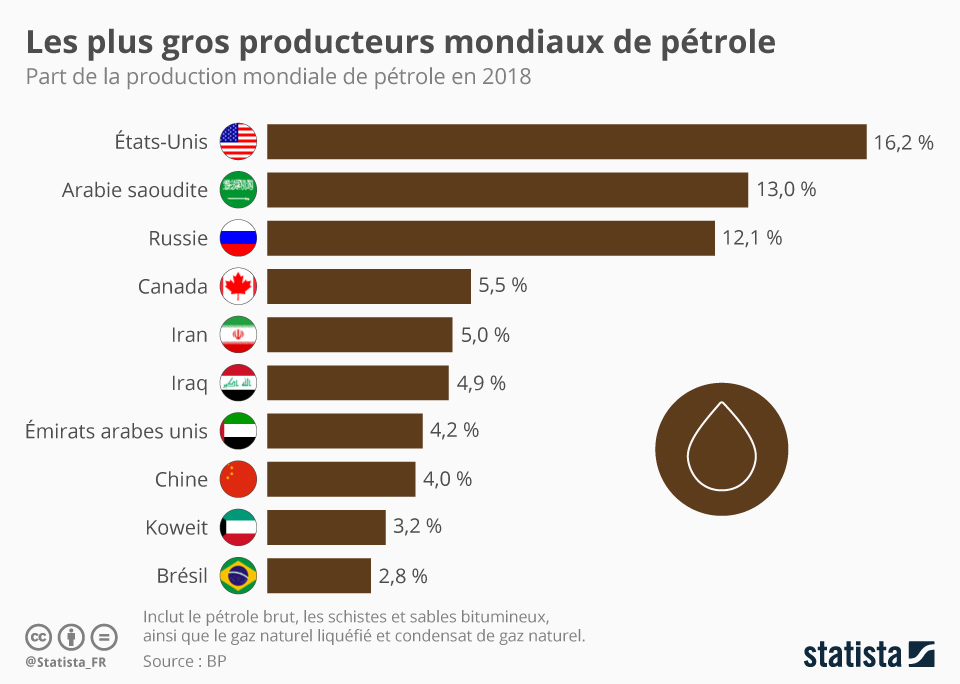 Les plus gros producteurs mondiaux de pétrole
Part de la production mondiale de pétrole en 2018
États-Unis 16,2 %
Arabie saoudite 13,0 %
Russie 12,1 %
Canada 5,5 %
Iran 5,0 %
Iraq 4,9 %
Émirats arabes unis 4,2 %
Chine 4,0 %
Koweit 3,2 %
Brésil 2,8 %
Inclut le pétrole brut, les schistes et sables bitumineux,
ainsi que le gaz naturel liquéfié et condensat de gaz naturel.
cc
@Statista_FR
Source : BP
statista